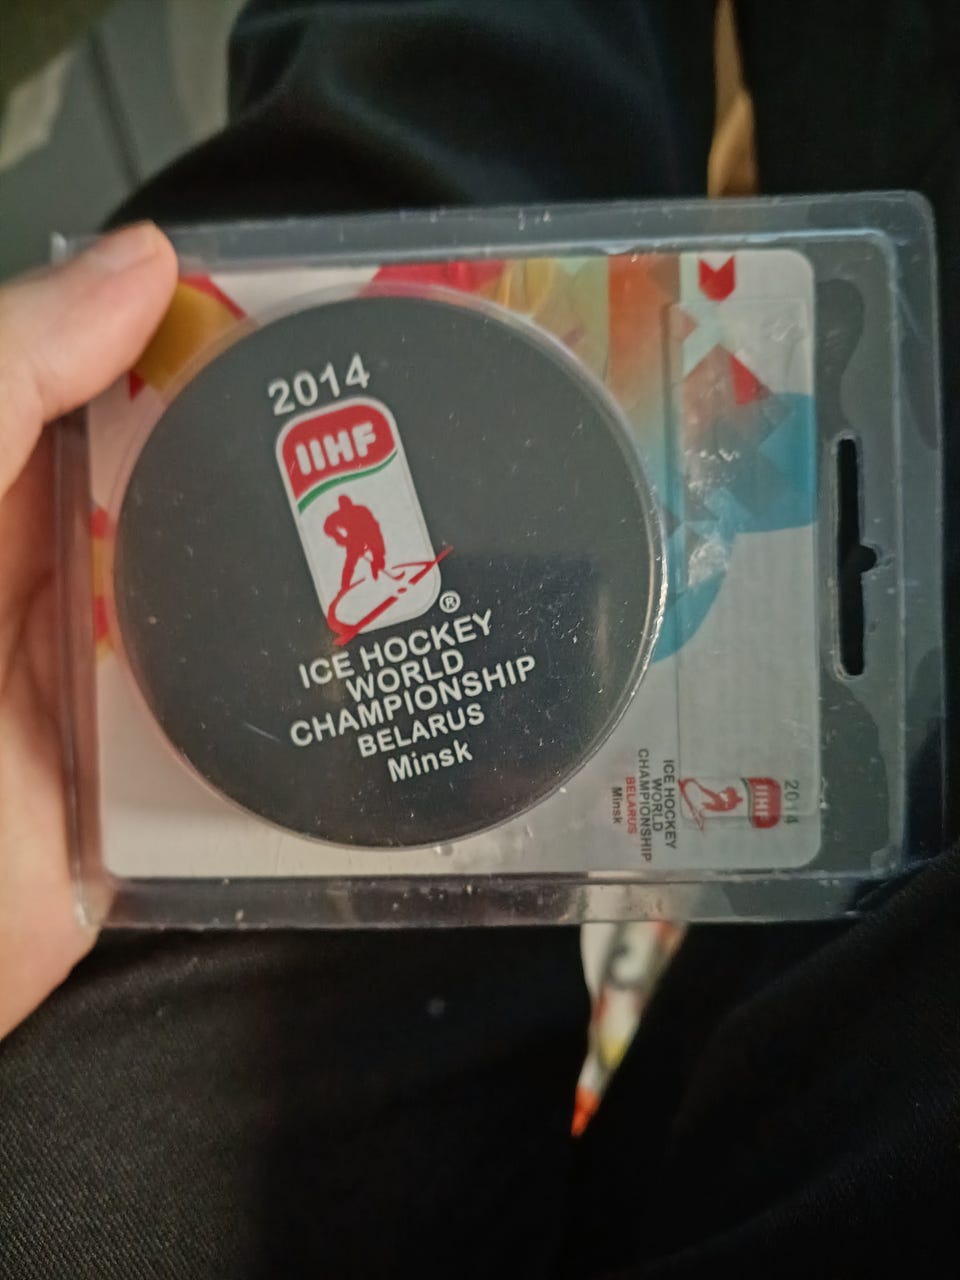 2014
IIHF
®
ICE HOCKEY
WORLD
CHAMPIONSHIP
BELARUS
Minsk
2014
IIHF
ICE HOCKEY
WORLD
CHAMPIONSHIP
BELARUS
Minsk